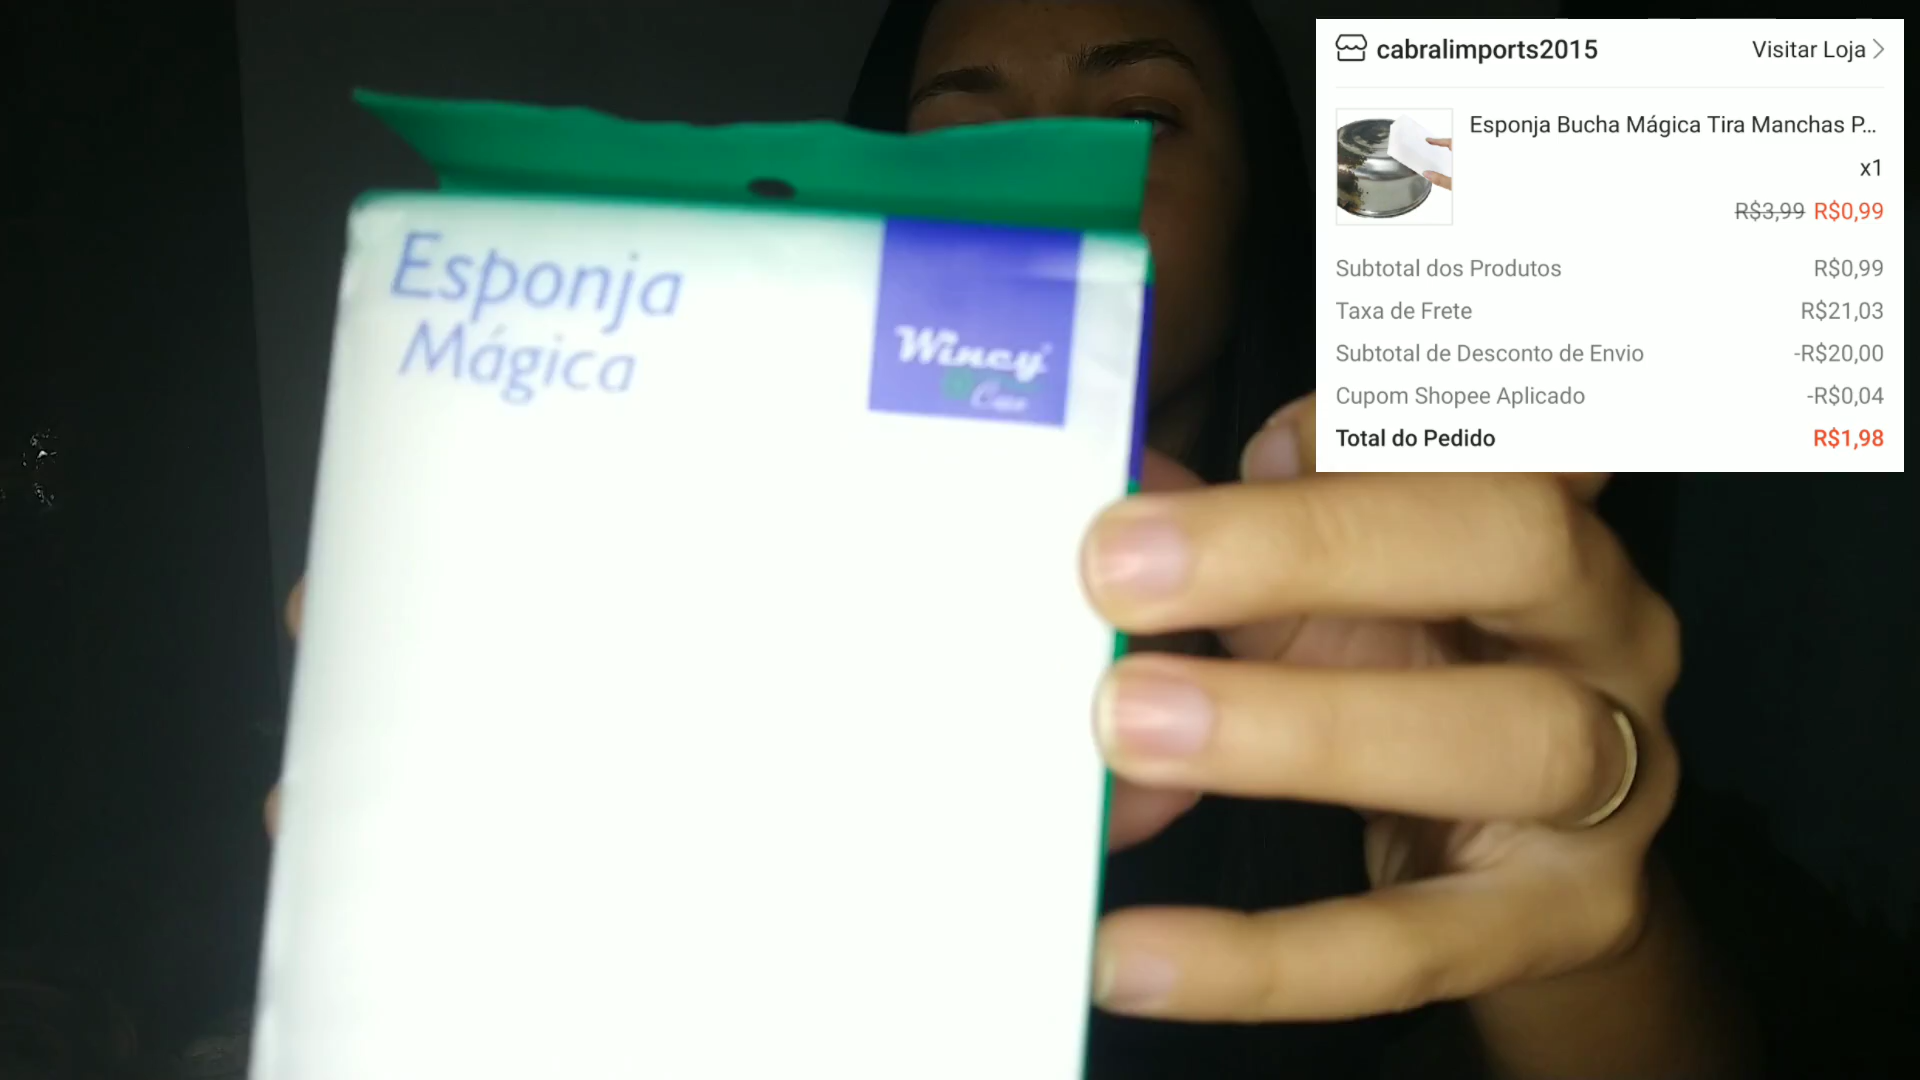 Esponja
Mágica
Wincy
Casa
cabralimports2015
Visitar Loja
Esponja Bucha Mágica Tira Manchas P...
x1
R$3,99 R$0,99
Subtotal dos Produtos R$0,99
Taxa de Frete R$21,03
Subtotal de Desconto de Envio -R$20,00
Cupom Shopee Aplicado -R$0,04
Total do Pedido R$1,98